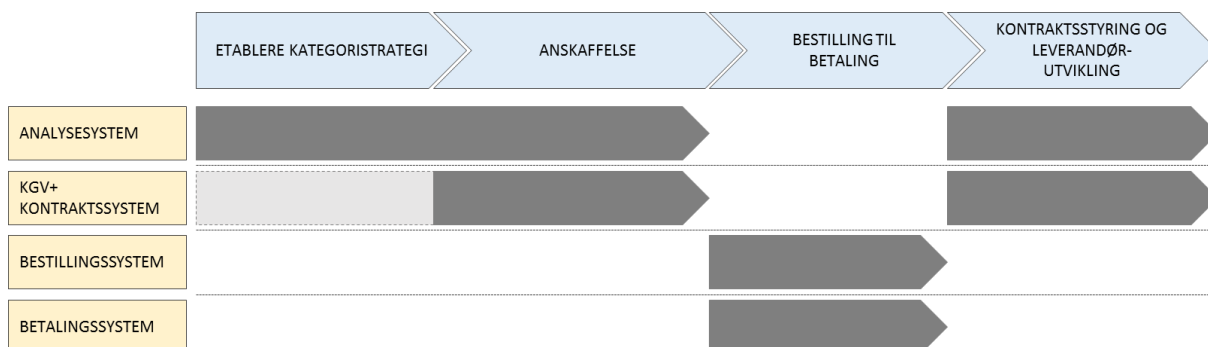 ETABLERE KATEGORISTRATEGI
ANSKAFFELSE
BESTILLING TIL
BETALING
KONTRAKTSSTYRING OG
LEVERANDØR-
UTVIKLING
ANALYSESYSTEM
KGV+
KONTRAKTSSYSTEM
BESTILLINGSSYSTEM
BETALINGSSYSTEM